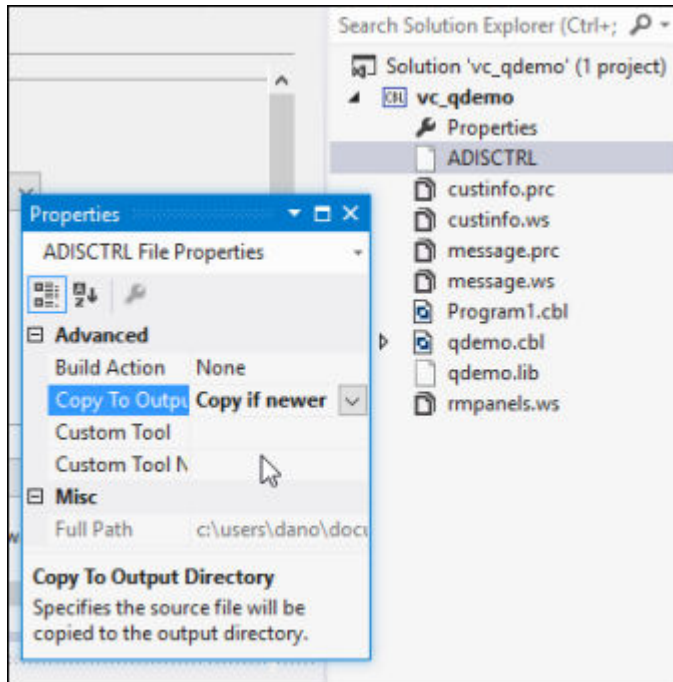 Search Solution Explorer (Ctrl+;
Solution 'vc_qdemo' (1 project)
CBL vc_qdemo
Properties
ADISCTRL
custinfo.prc
custinfo.ws
message.prc
message.ws
Program1.cbl
qdemo.cbl
qdemo.lib
rmpanels.ws
Properties
ADISCTRL File Properties
Advanced
Build Action None
Copy To Outpu Copy if newer
Custom Tool
Custom Tool N
Misc
Full Path c:\users\dano\docu
Copy To Output Directory
Specifies the source file will be
copied to the output directory.